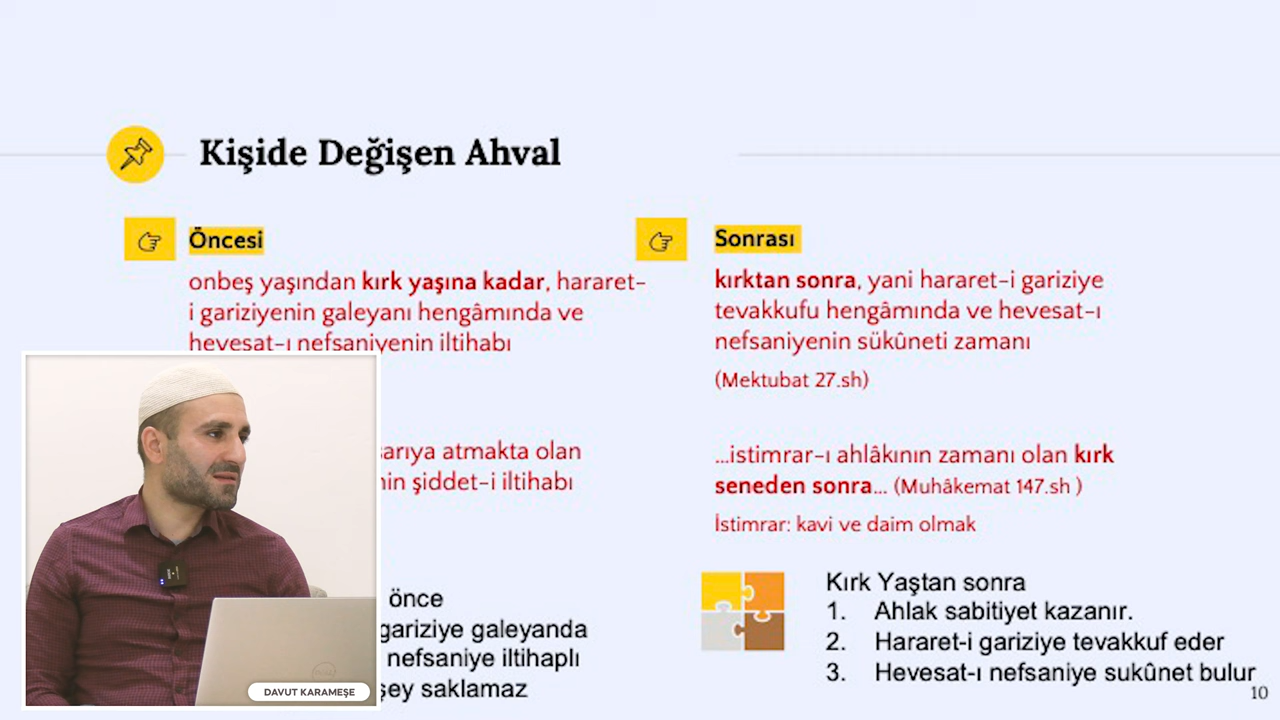 Kişide Değişen Ahval
Öncesi
onbeş yaşından kırk yaşına kadar, hararet-
i gariziyenin galeyanı hengâmında ve
hevesat-ı nefsaniyenin iltihabı
olan
şiddet-i iltihabı
önce
gariziye galeyanda
nefsaniye iltihaplı
saklamaz
Sonrası
kırktan sonra, yani hararet-i gariziye
tevakkufu hengâmında ve hevesat-ı
nefsaniyenin sükûneti zamanı
(Mektubat 27.sh)
...istimrar-ı ahlâkının zamanı olan kırk
seneden sonra... (Muhâkemat 147.sh )
İstimrar: kavi ve daim olmak
Kırk Yaştan sonra
1. Ahlak sabitiyet kazanır.
2. Hararet-i gariziye tevakkuf eder
3. Hevesat-ı nefsaniye sukûnet bulur
10
DAVUT KARAMEŞE